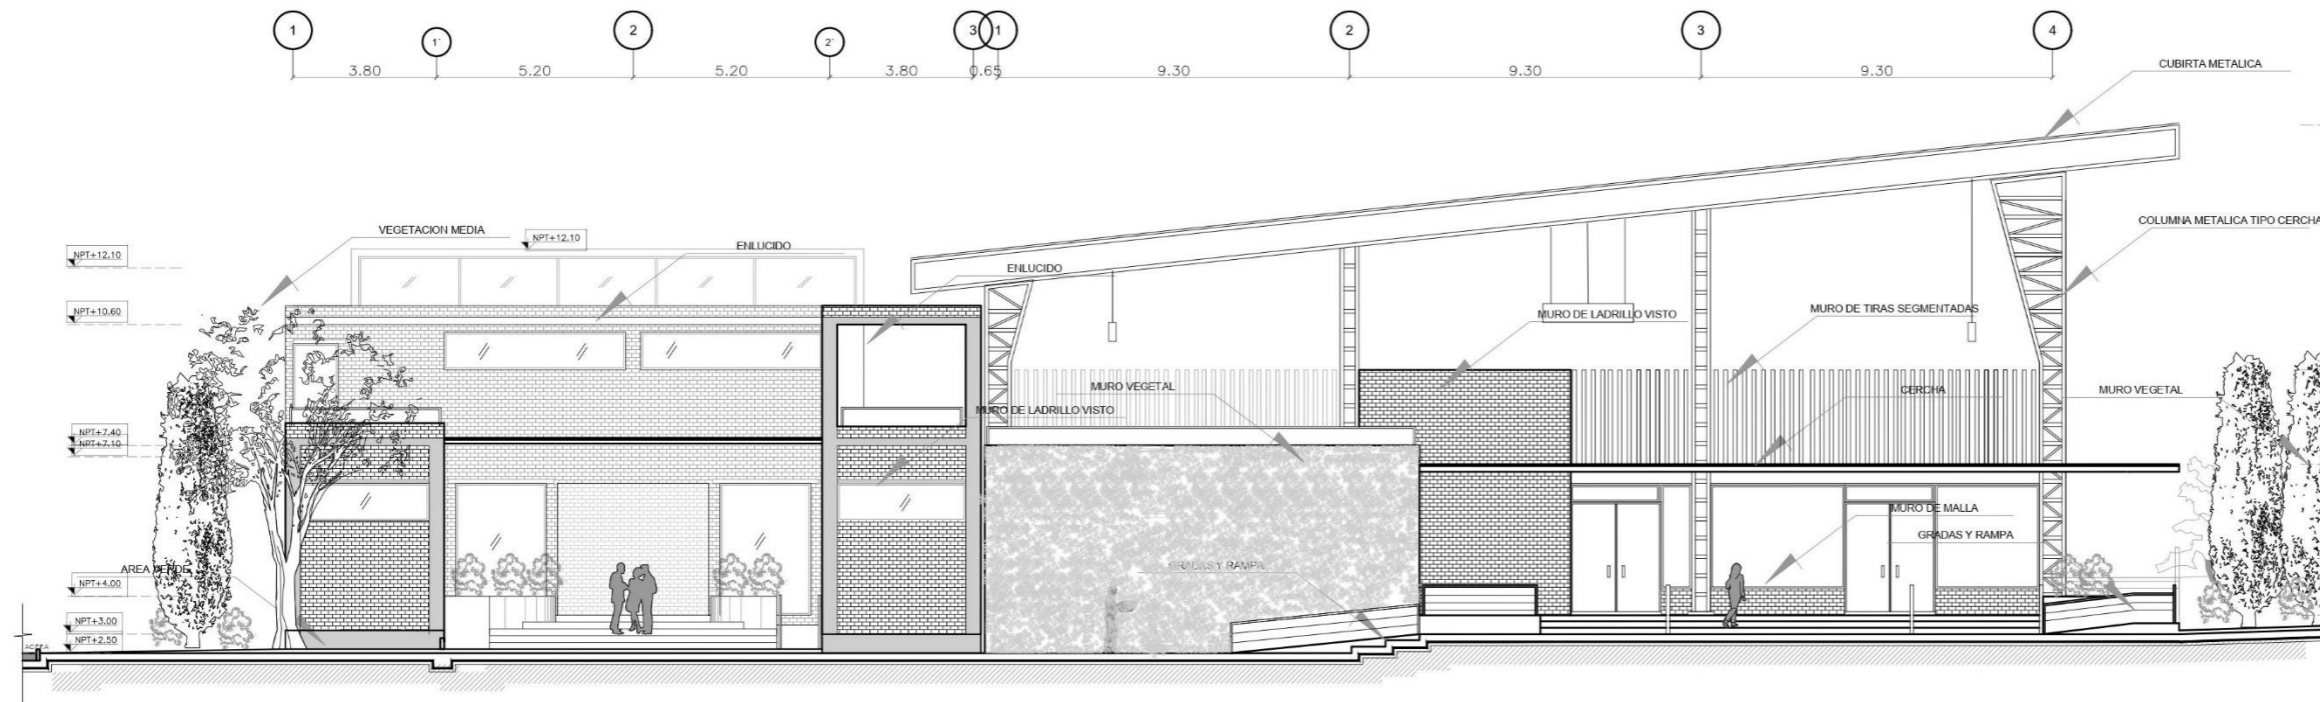 1 1' 2 2' 3 1 2 3 4
3.80 5.20 5.20 3.80 0.65 9.30 9.30 9.30
CUBIRTA METALICA
COLUMNA METALICA TIPO CERCHA
VEGETACION MEDIA
NPT+12.10
ENLUCIDO
NPT+12.10
ENLUCIDO
NPT+10.60
MURO DE LADRILLO VISTO
MURO DE TIRAS SEGMENTADAS
MURO VEGETAL
CERCHA
MURO VEGETAL
MURO DE LADRILLO VISTO
NPT+7.40
NPT+7.10
MURO DE MALLA
GRADAS Y RAMPA
AREA VERDE
GRADAS Y RAMPA
NPT+4.00
NPT+3.00
NPT+2.50
ACERA